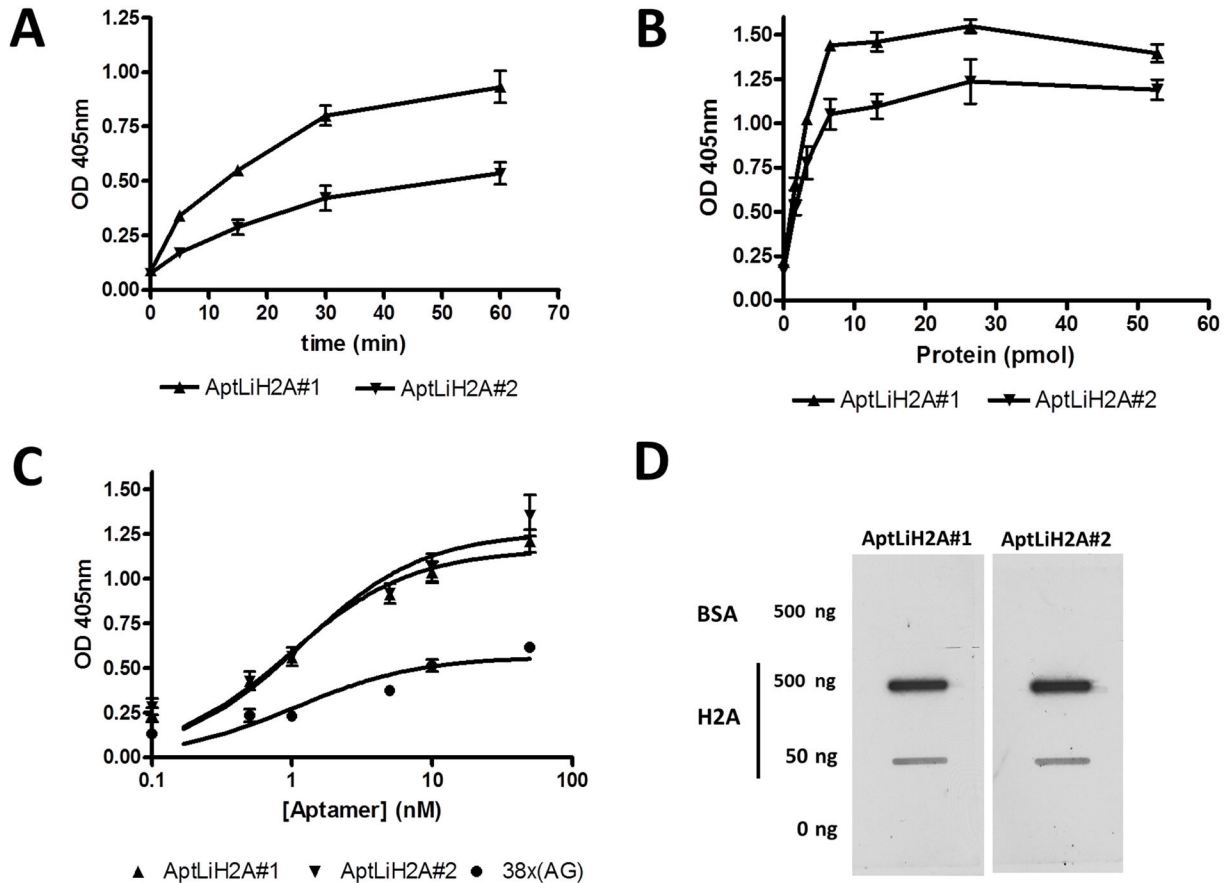 A
1.25
1.00
0.75
0.50
0.25
0.00
OD 405nm
0 10 20 30 40 50 60 70
time (min)
AptLiH2A#1 AptLiH2A#2
B
1.50
1.25
1.00
0.75
0.50
0.25
0.00
OD 405nm
0 10 20 30 40 50 60
Protein (pmol)
AptLiH2A#1 AptLiH2A#2
C
1.50
1.25
1.00
0.75
0.50
0.25
0.00
OD 405nm
0.1 1 10 100
[Aptamer] (nM)
AptLiH2A#1 AptLiH2A#2 38x(AG)
D
AptLiH2A#1 AptLiH2A#2
BSA 500 ng
500 ng
H2A
50 ng
0 ng